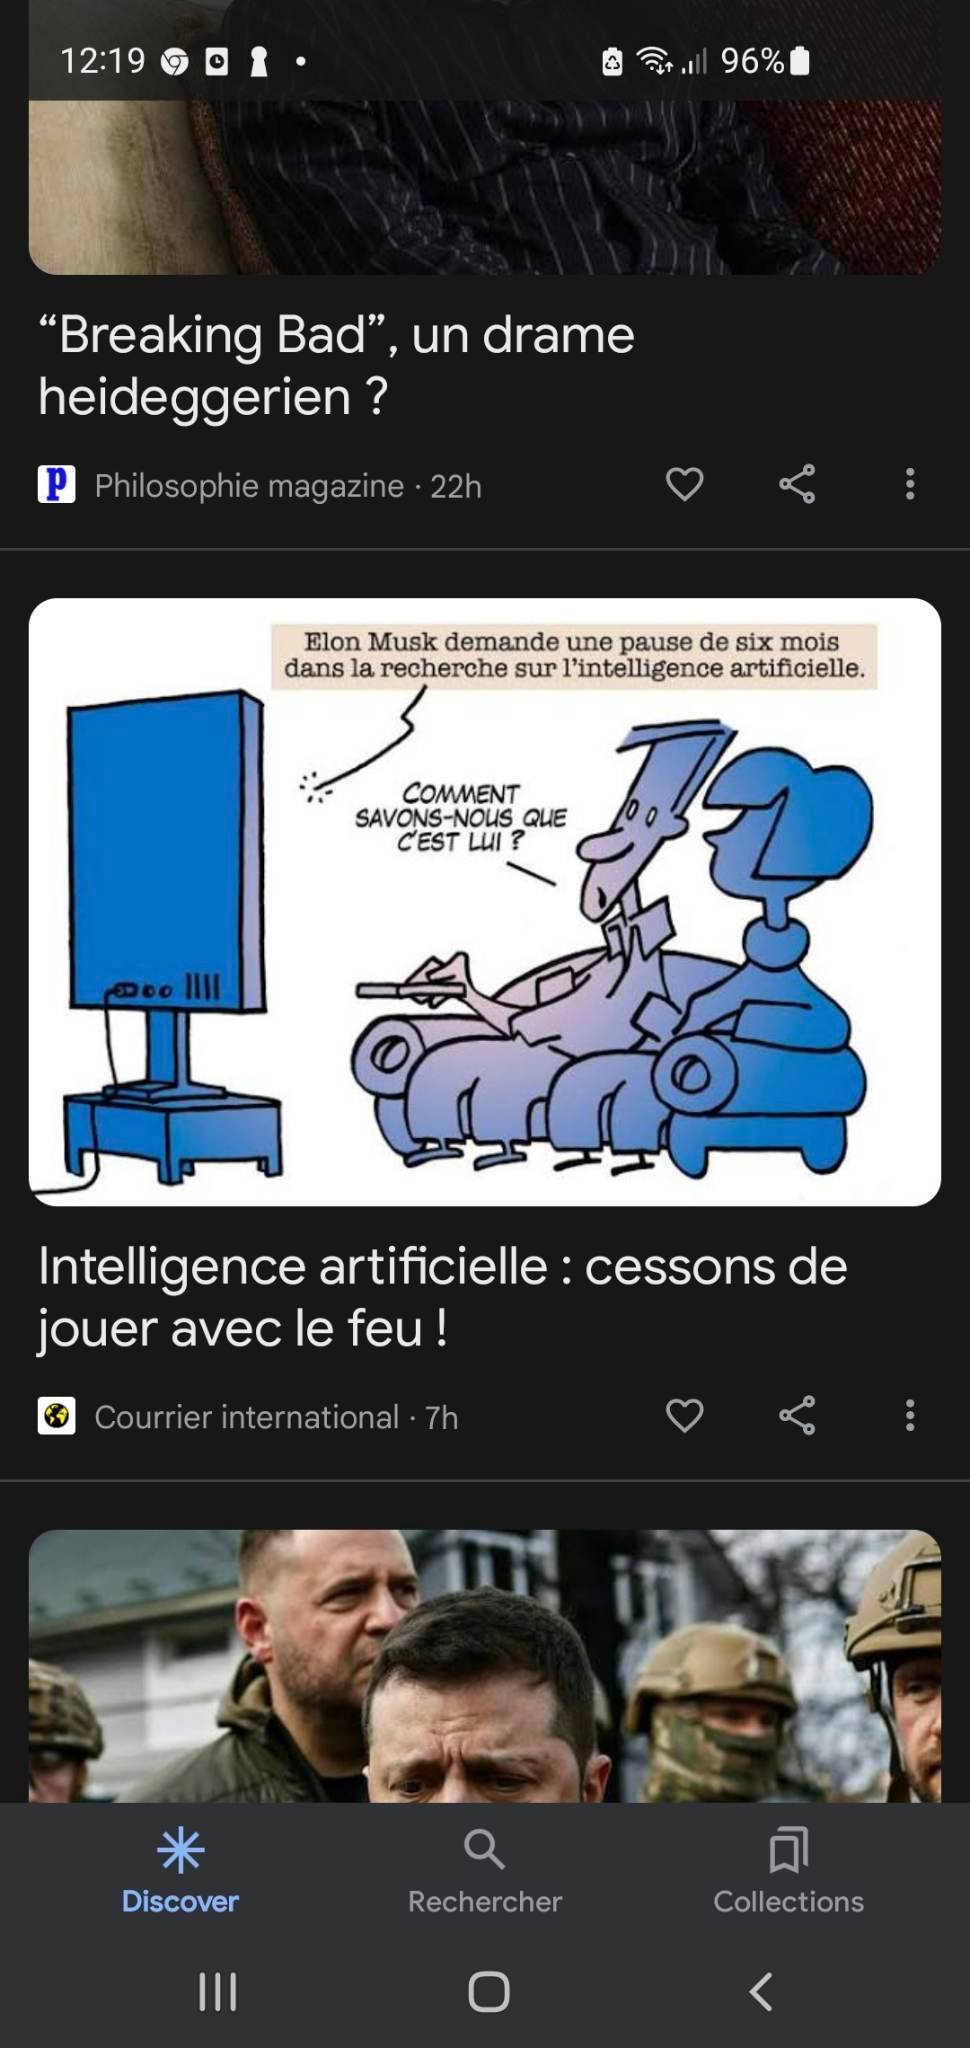 12:19
96%
“Breaking Bad”, un drame
heideggerien ?
Philosophie magazine · 22h
Elon Musk demande une pause de six mois
dans la recherche sur l'intelligence artificielle.
COMMENT
SAVONS-NOUS QUE
C'EST LUI ?
Intelligence artificielle : cessons de
jouer avec le feu !
Courrier international · 7h
Discover
Rechercher
Collections